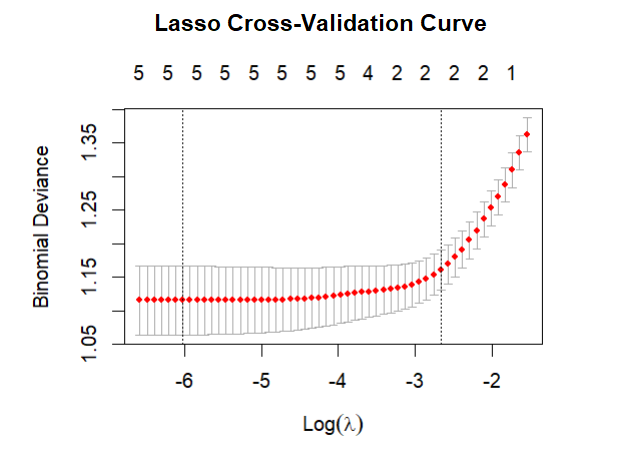 Lasso Cross-Validation Curve
5 5 5 5 5 5 5 5 4 2 2 2 2 1
Binomial Deviance
1.35
1.25
1.15
1.05
-6 -5 -4 -3 -2
Log(λ)